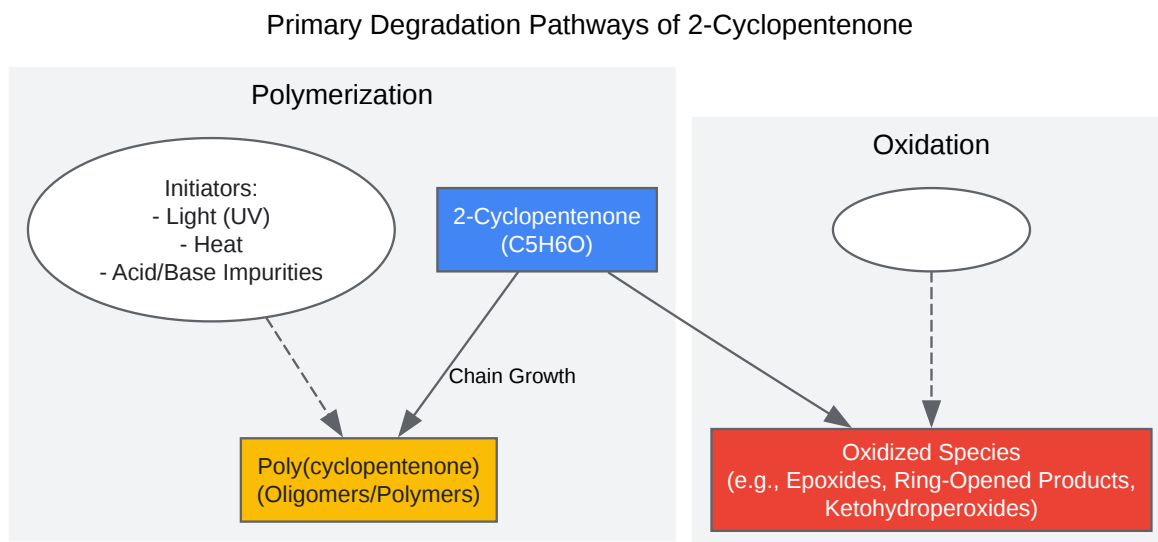 Primary Degradation Pathways of 2-Cyclopentenone
Polymerization
Initiators:
- Light (UV)
- Heat
- Acid/Base Impurities
2-Cyclopentenone
(C5H6O)
Chain Growth
Poly(cyclopentenone)
(Oligomers/Polymers)
Oxidation
Oxidized Species
(e.g., Epoxides, Ring-Opened Products,
Ketohydroperoxides)